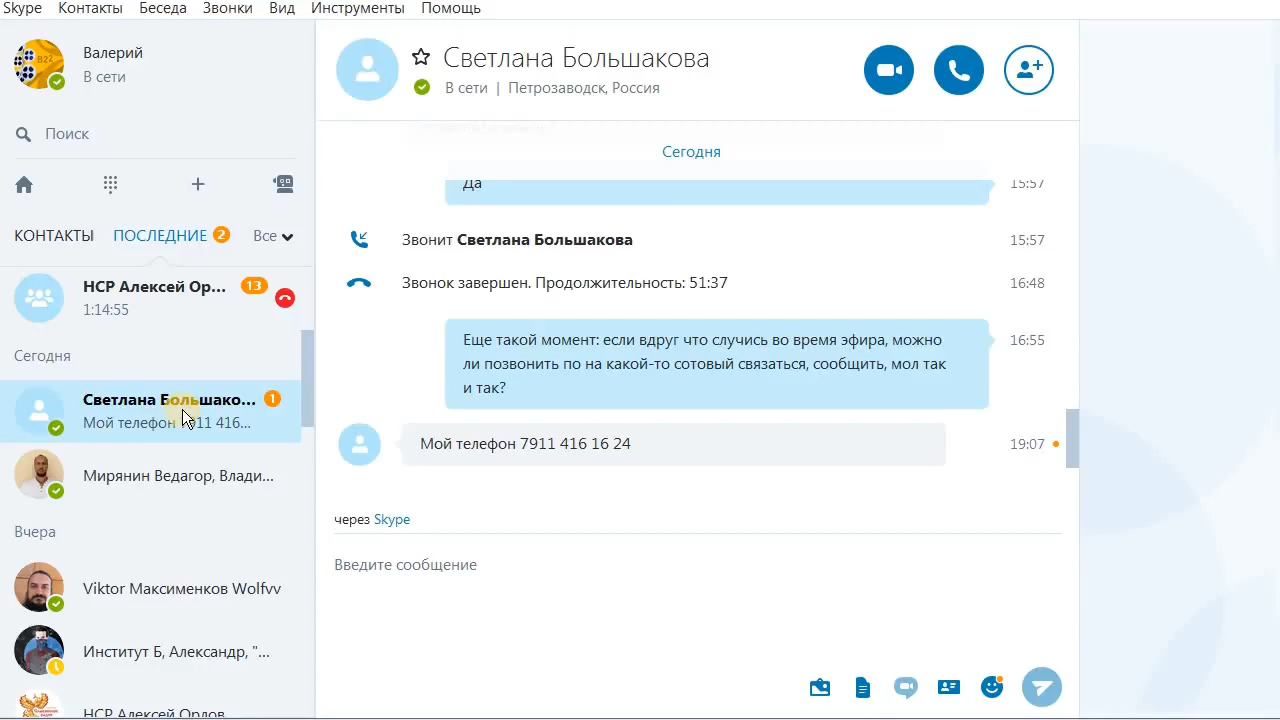 Skype Контакты Беседа Звонки Вид Инструменты Помощь
Валерий
В сети
Поиск
КОНТАКТЫ ПОСЛЕДНИЕ 2 Все
НСР Алексей Ор... 13
1:14:55
Сегодня
Светлана Большако... 1
Мой телефон 7911 416...
Мирянин Ведагор, Влади...
Вчера
Viktor Максименков Wolfvv
Институт Б, Александр, "...
НСР Алексей Орлов
Светлана Большакова
В сети | Петрозаводск, Россия
Сегодня
Да 15:57
Звонит Светлана Большакова 15:57
Звонок завершен. Продолжительность: 51:37 16:48
Еще такой момент: если вдруг что случись во время эфира, можно 16:55
ли позвонить по на какой-то сотовый связаться, сообщить, мол так
и так?
Мой телефон 7911 416 16 24 19:07
через Skype
Введите сообщение